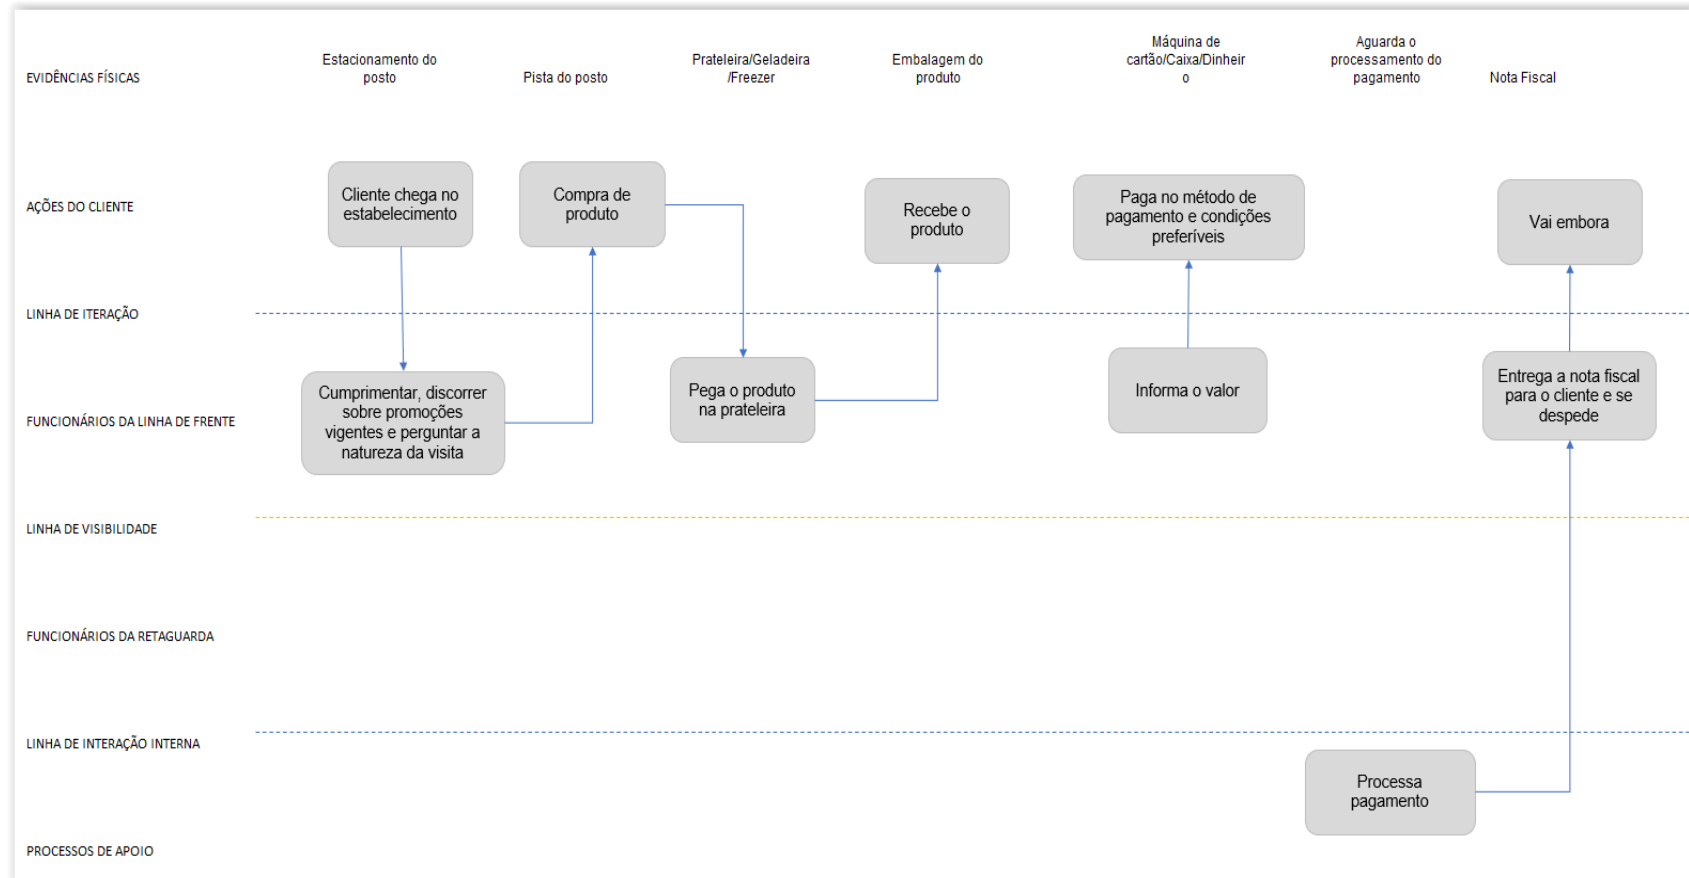 EVIDÊNCIAS FÍSICAS
Estacionamento do
posto
Pista do posto
Prateleira/Geladeira
/Freezer
Embalagem do
produto
Máquina de
cartão/Caixa/Dinheir
o
Aguarda o
processamento do
pagamento
Nota Fiscal
AÇÕES DO CLIENTE
Cliente chega no
estabelecimento
Compra de
produto
Recebe o
produto
Paga no método de
pagamento e condições
preferíveis
Vai embora
LINHA DE ITERAÇÃO
FUNCIONÁRIOS DA LINHA DE FRENTE
Cumprimentar, discorrer
sobre promoções
vigentes e perguntar a
natureza da visita
Pega o produto
na prateleira
Informa o valor
Entrega a nota fiscal
para o cliente e se
despede
LINHA DE VISIBILIDADE
FUNCIONÁRIOS DA RETAGUARDA
LINHA DE INTERAÇÃO INTERNA
Processa
pagamento
PROCESSOS DE APOIO